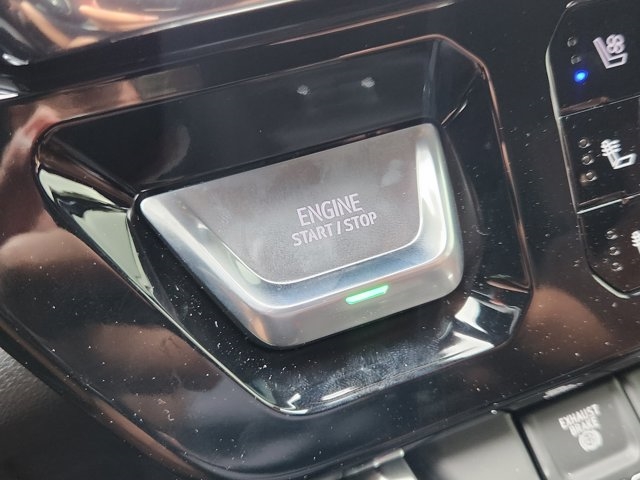 ENGINE
START / STOP
EXHAUST
BRAKE